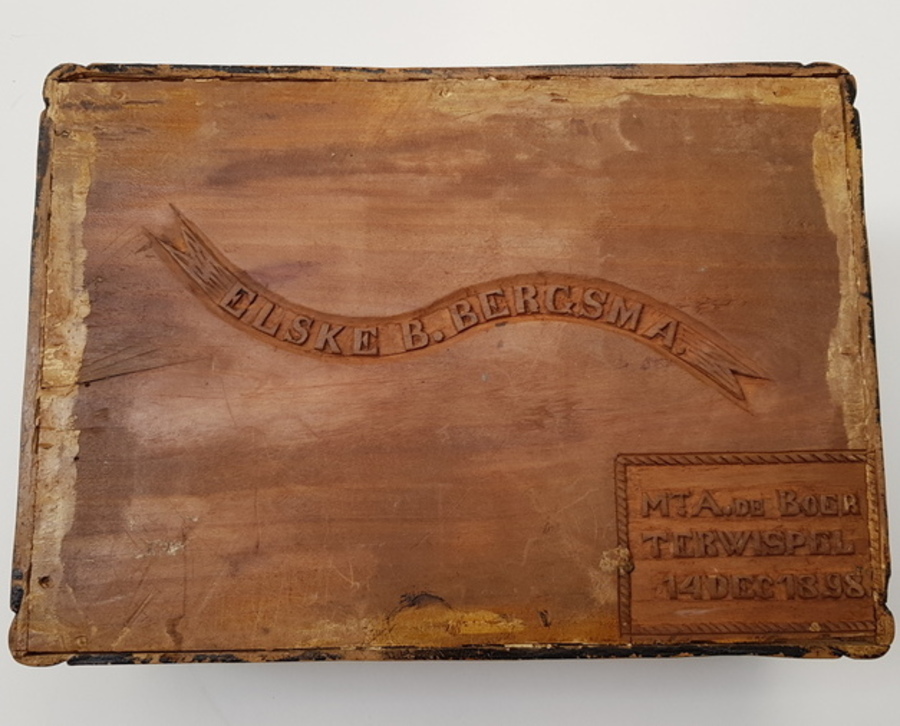 ELSKE B. BERGSMA.
MT.A.DE BOER
TERWISPEL
14 DEC 1898